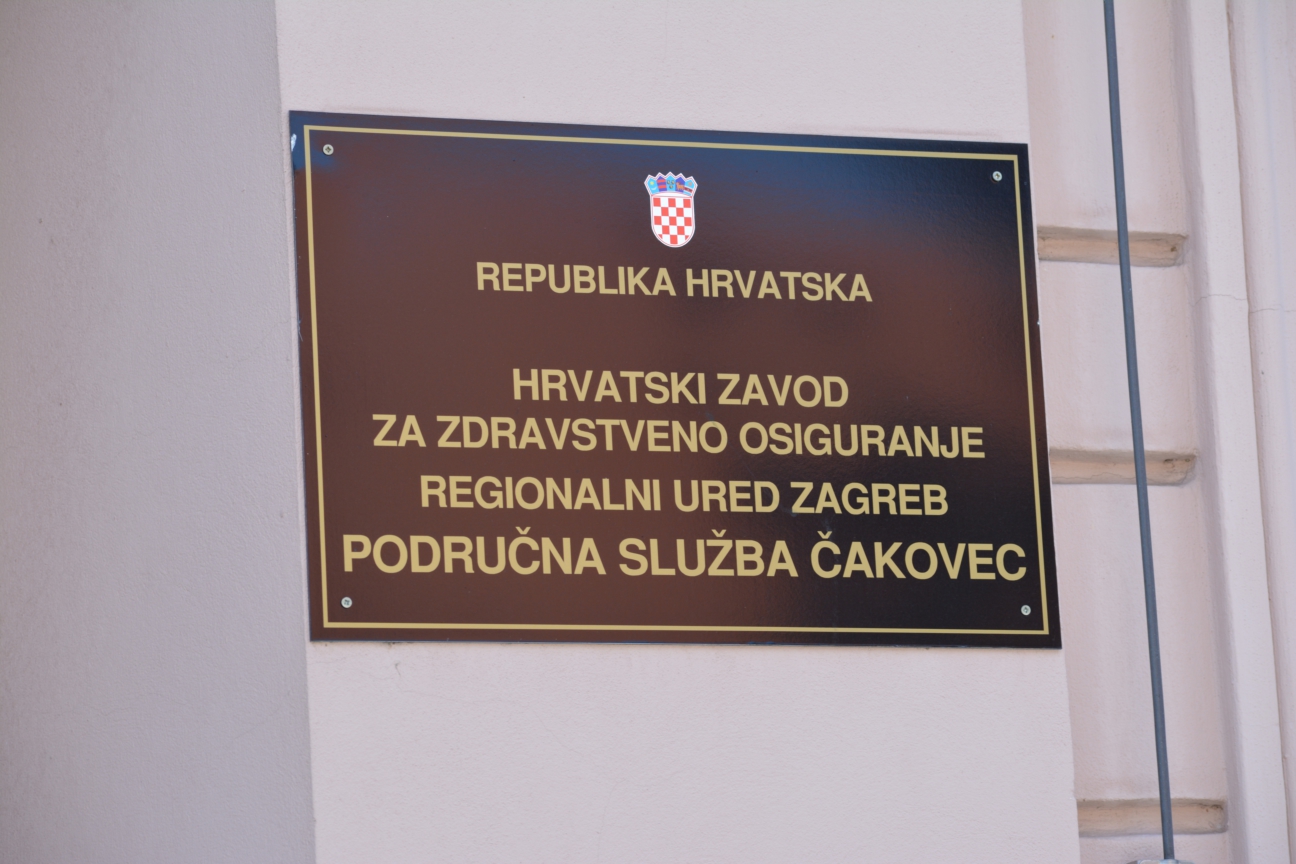 REPUBLIKA HRVATSKA
HRVATSKI ZAVOD
ZA ZDRAVSTVENO OSIGURANJE
REGIONALNI URED ZAGREB
PODRUČNA SLUŽBA ČAKOVEC